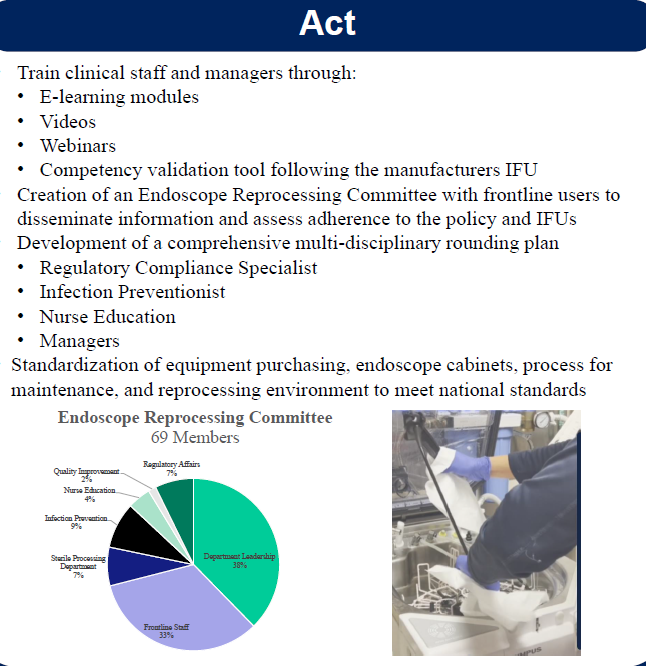 Act
Train clinical staff and managers through:
• E-learning modules
• Videos
• Webinars
• Competency validation tool following the manufacturers IFU
Creation of an Endoscope Reprocessing Committee with frontline users to
disseminate information and assess adherence to the policy and IFUs
Development of a comprehensive multi-disciplinary rounding plan
• Regulatory Compliance Specialist
• Infection Preventionist
• Nurse Education
• Managers
Standardization of equipment purchasing, endoscope cabinets, process for
maintenance, and reprocessing environment to meet national standards
Endoscope Reprocessing Committee
69 Members
Regulatory Affairs
7%
Quality Improvement
2%
Nurse Education
4%
Infection Prevention
9%
Sterile Processing
Department
7%
Department Leadership
38%
Frontline Staff
33%